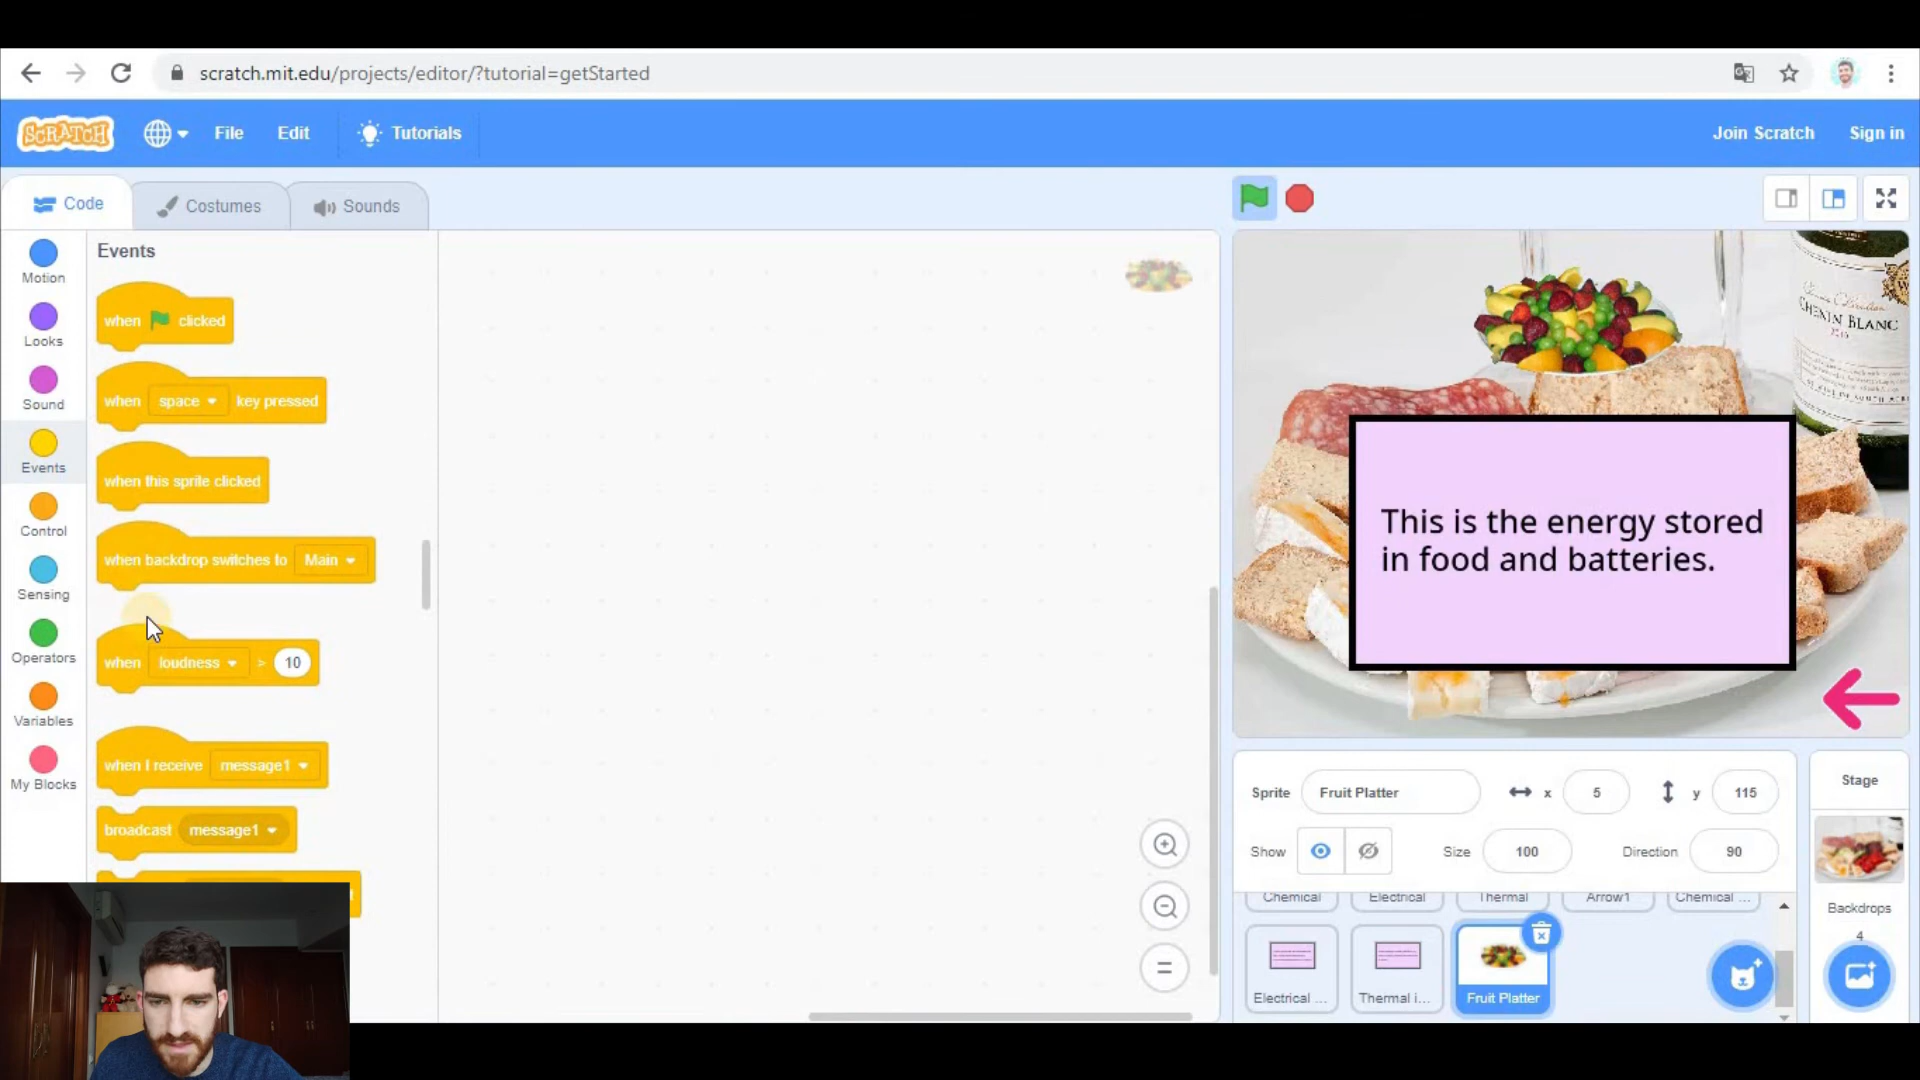 scratch.mit.edu/projects/editor/?tutorial=getStarted
SCRATCH
File
Edit
Tutorials
Join Scratch
Sign in
Code
Costumes
Sounds
Motion
Looks
Sound
Events
Control
Sensing
Operators
Variables
My Blocks
Events
when clicked
when space key pressed
when this sprite clicked
when backdrop switches to Main
when loudness > 10
when I receive message1
broadcast message1
CHENIN BLANC
This is the energy stored
in food and batteries.
Sprite Fruit Platter x 5 y 115
Show Size 100 Direction 90
Chemical
Electrical
Thermal
Arrow1
Chemical ...
Electrical ...
Thermal i...
Fruit Platter
Stage
Backdrops
4